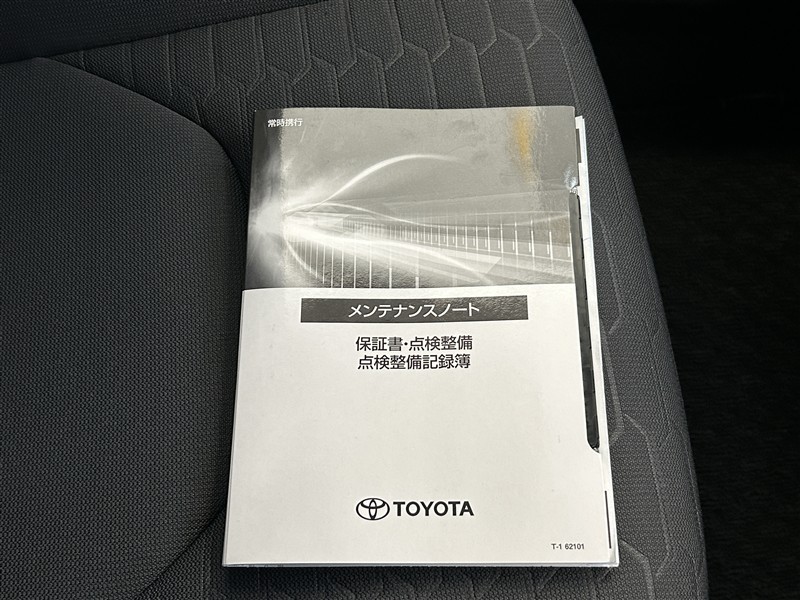 常時携行
メンテナンスノート
保証書・点検整備
点検整備記録簿
TOYOTA
T-1 62101